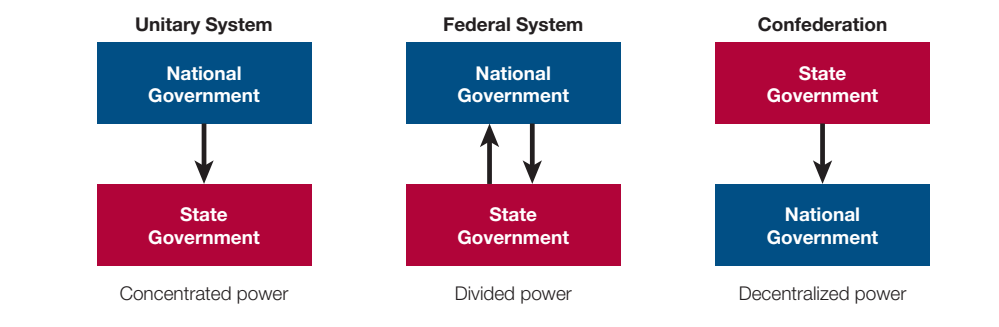 Unitary System
National
Government
State
Government
Concentrated power
Federal System
National
Government
State
Government
Divided power
Confederation
State
Government
National
Government
Decentralized power